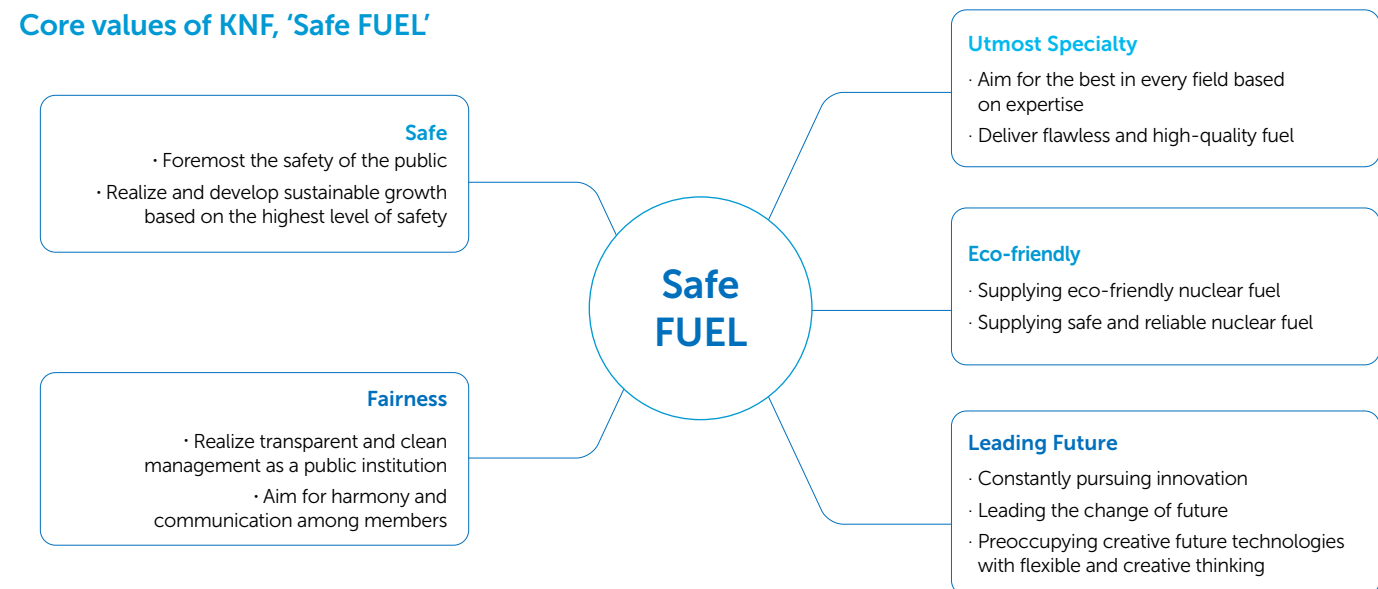 Core values of KNF, ‘Safe FUEL’
Safe
· Foremost the safety of the public
· Realize and develop sustainable growth
based on the highest level of safety
Fairness
· Realize transparent and clean
management as a public institution
· Aim for harmony and
communication among members
Safe
FUEL
Utmost Specialty
· Aim for the best in every field based
on expertise
· Deliver flawless and high-quality fuel
Eco-friendly
· Supplying eco-friendly nuclear fuel
· Supplying safe and reliable nuclear fuel
Leading Future
· Constantly pursuing innovation
· Leading the change of future
· Preoccupying creative future technologies
with flexible and creative thinking